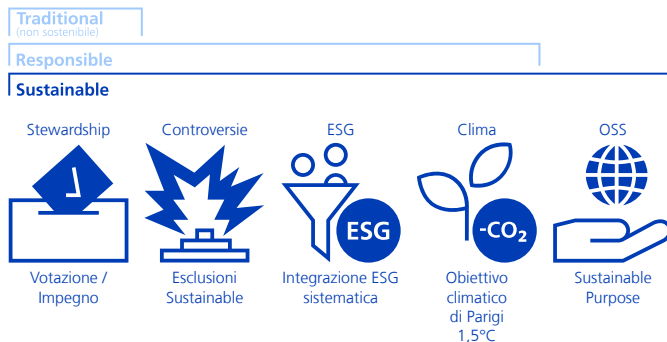 Traditional
(non sostenibile)
Responsible
Sustainable
Stewardship
Controversie
ESG
Clima
OSS
ESG
-CO₂
Votazione /
Impegno
Esclusioni
Sustainable
Integrazione ESG
sistematica
Obiettivo
climatico
di Parigi
1,5°C
Sustainable
Purpose